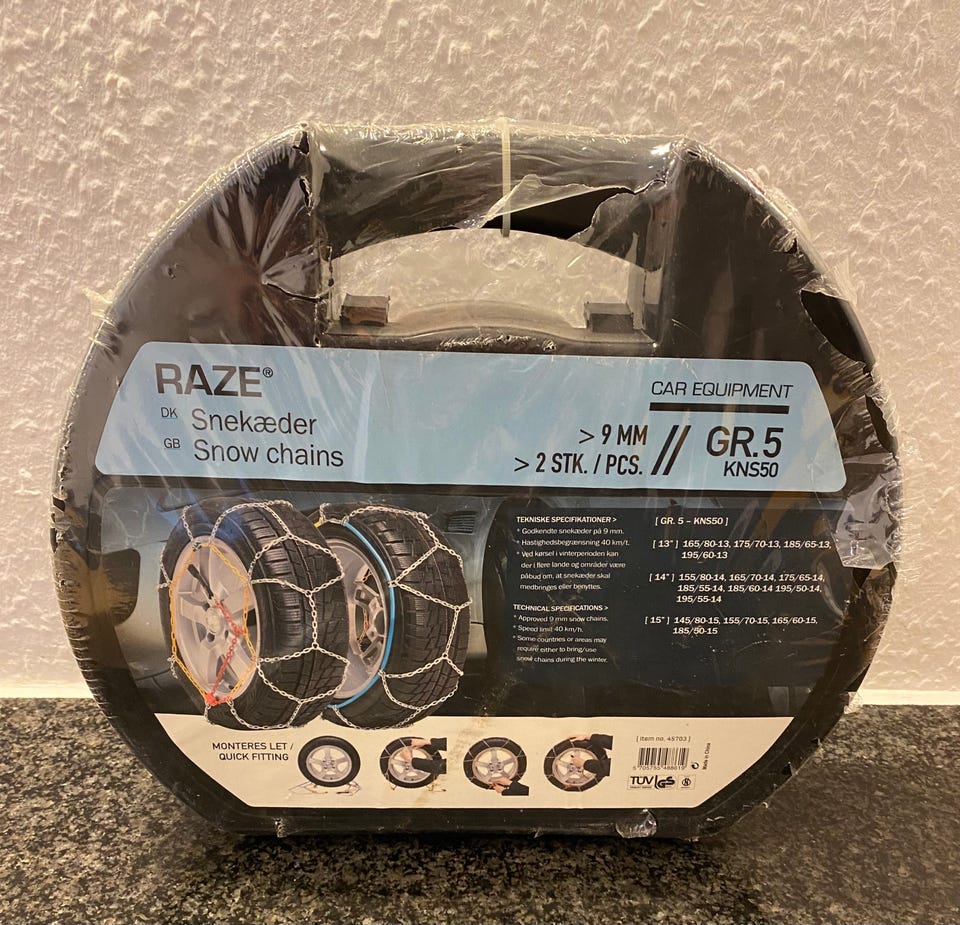 RAZE®
DK Snekæder
GB Snow chains
CAR EQUIPMENT
> 9 MM
> 2 STK. / PCS. // GR.5
KNS50
TEKNISKE SPECIFIKATIONER >
* Godkendte snekæder på 9 mm.
* Hastighedsbegrænsning 40 km/t.
* Ved kørsel i vinterperioden kan
der i flere lande og områder være
påbud om, at snekæder skal
medbringes eller benyttes.
TECHNICAL SPECIFICATIONS >
* Approved 9 mm snow chains.
* Speed limit 40 km/h.
* Some countries or areas may
require either to bring/use
snow chains during the winter.
[ GR. 5 – KNS50 ]
[ 13" ] 165/80-13, 175/70-13, 185/65-13,
195/60-13
[ 14" ] 155/80-14, 165/70-14, 175/65-14,
185/55-14, 185/60-14 195/50-14,
195/55-14
[ 15" ] 145/80-15, 155/70-15, 165/60-15,
185/50-15
MONTERES LET /
QUICK FITTING
[ Item no. 45703 ]
5 705755 488619
Made in China
TÜV GS